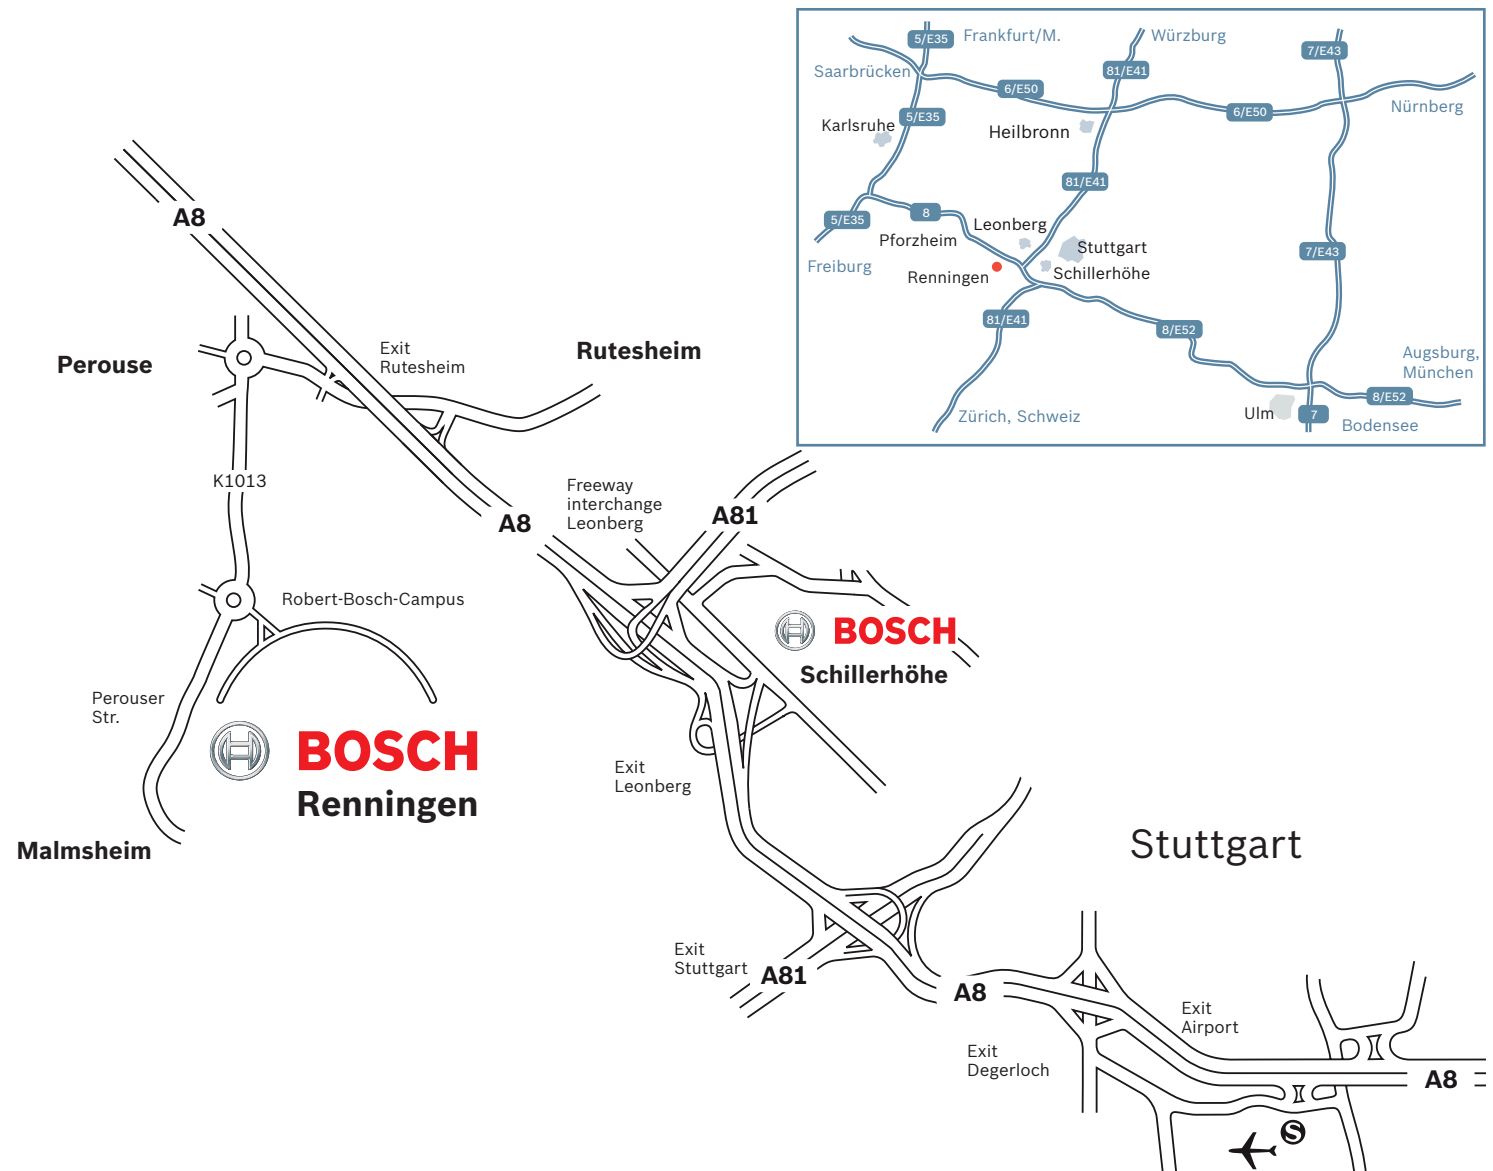 5/E35
Frankfurt/M.
Würzburg
7/E43
Saarbrücken
81/E41
6/E50
6/E50
Nürnberg
Karlsruhe
5/E35
Heilbronn
81/E41
5/E35
8
Leonberg
Pforzheim
Stuttgart
Freiburg
Renningen
Schillerhöhe
7/E43
81/E41
8/E52
Augsburg,
München
8/E52
Zürich, Schweiz
Ulm
7
Bodensee
A8
Perouse
Exit
Rutesheim
Rutesheim
K1013
Freeway
interchange
Leonberg
A8
A81
Robert-Bosch-Campus
BOSCH
Schillerhöhe
Perouser
Str.
BOSCH
Renningen
Exit
Leonberg
Malmsheim
Stuttgart
Exit
Stuttgart
A81
A8
Exit
Airport
Exit
Degerloch
A8
S